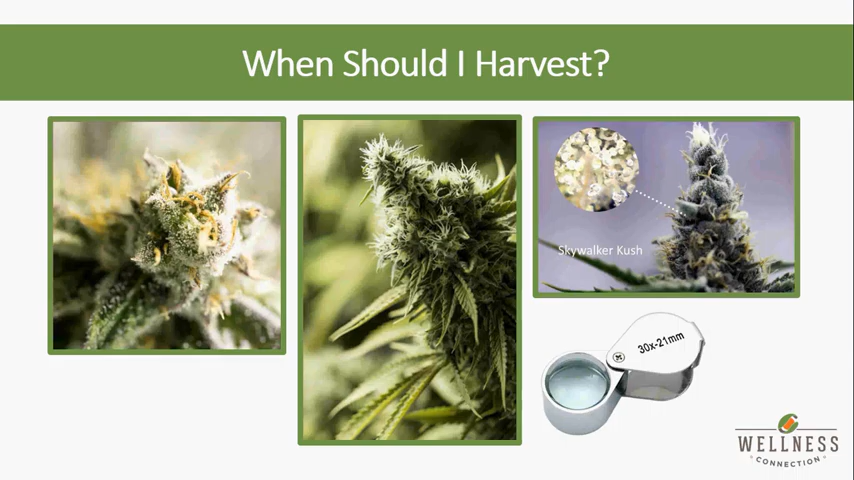 When Should I Harvest?
Skywalker Kush
30x-21mm
WELLNESS
CONNECTION